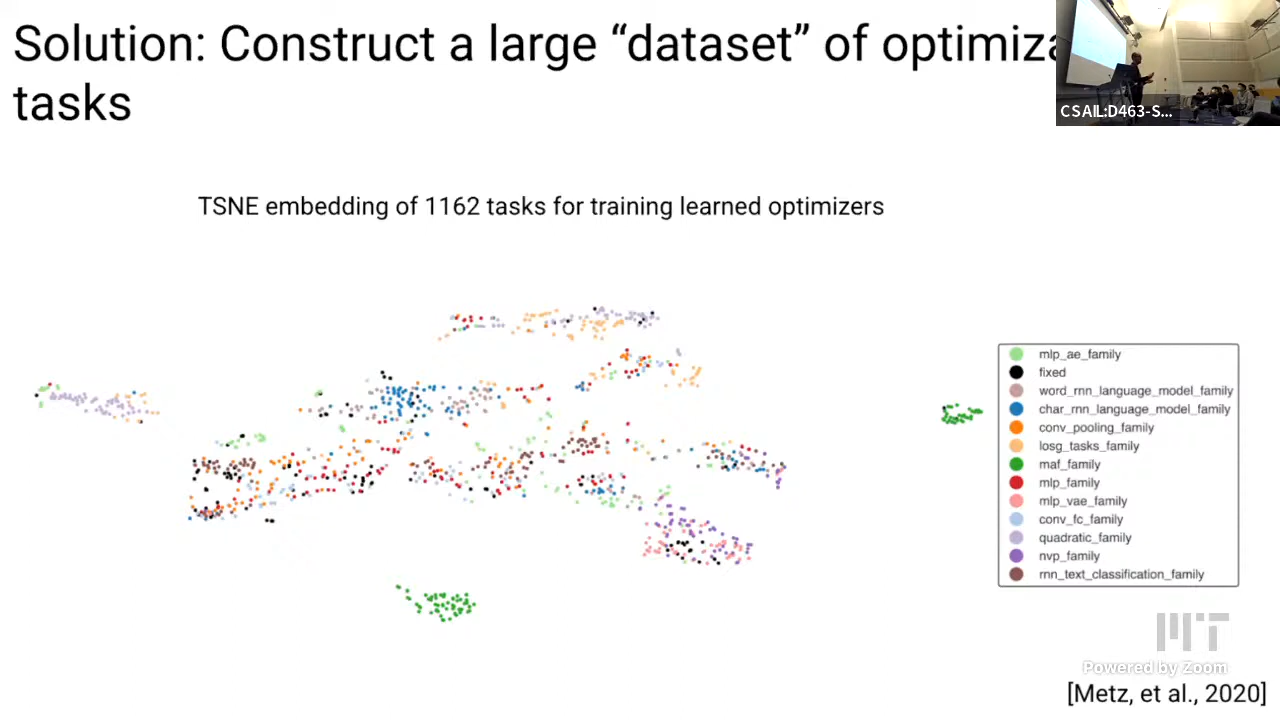 Solution: Construct a large “dataset” of optimiza
tasks
CSAIL:D463-S...
TSNE embedding of 1162 tasks for training learned optimizers
mlp_ae_family
fixed
word_rnn_language_model_family
char_rnn_language_model_family
conv_pooling_family
losg_tasks_family
maf_family
mlp_family
mlp_vae_family
conv_fc_family
quadratic_family
nvp_family
rnn_text_classification_family
MIT
Powered by Zoom
[Metz, et al., 2020]